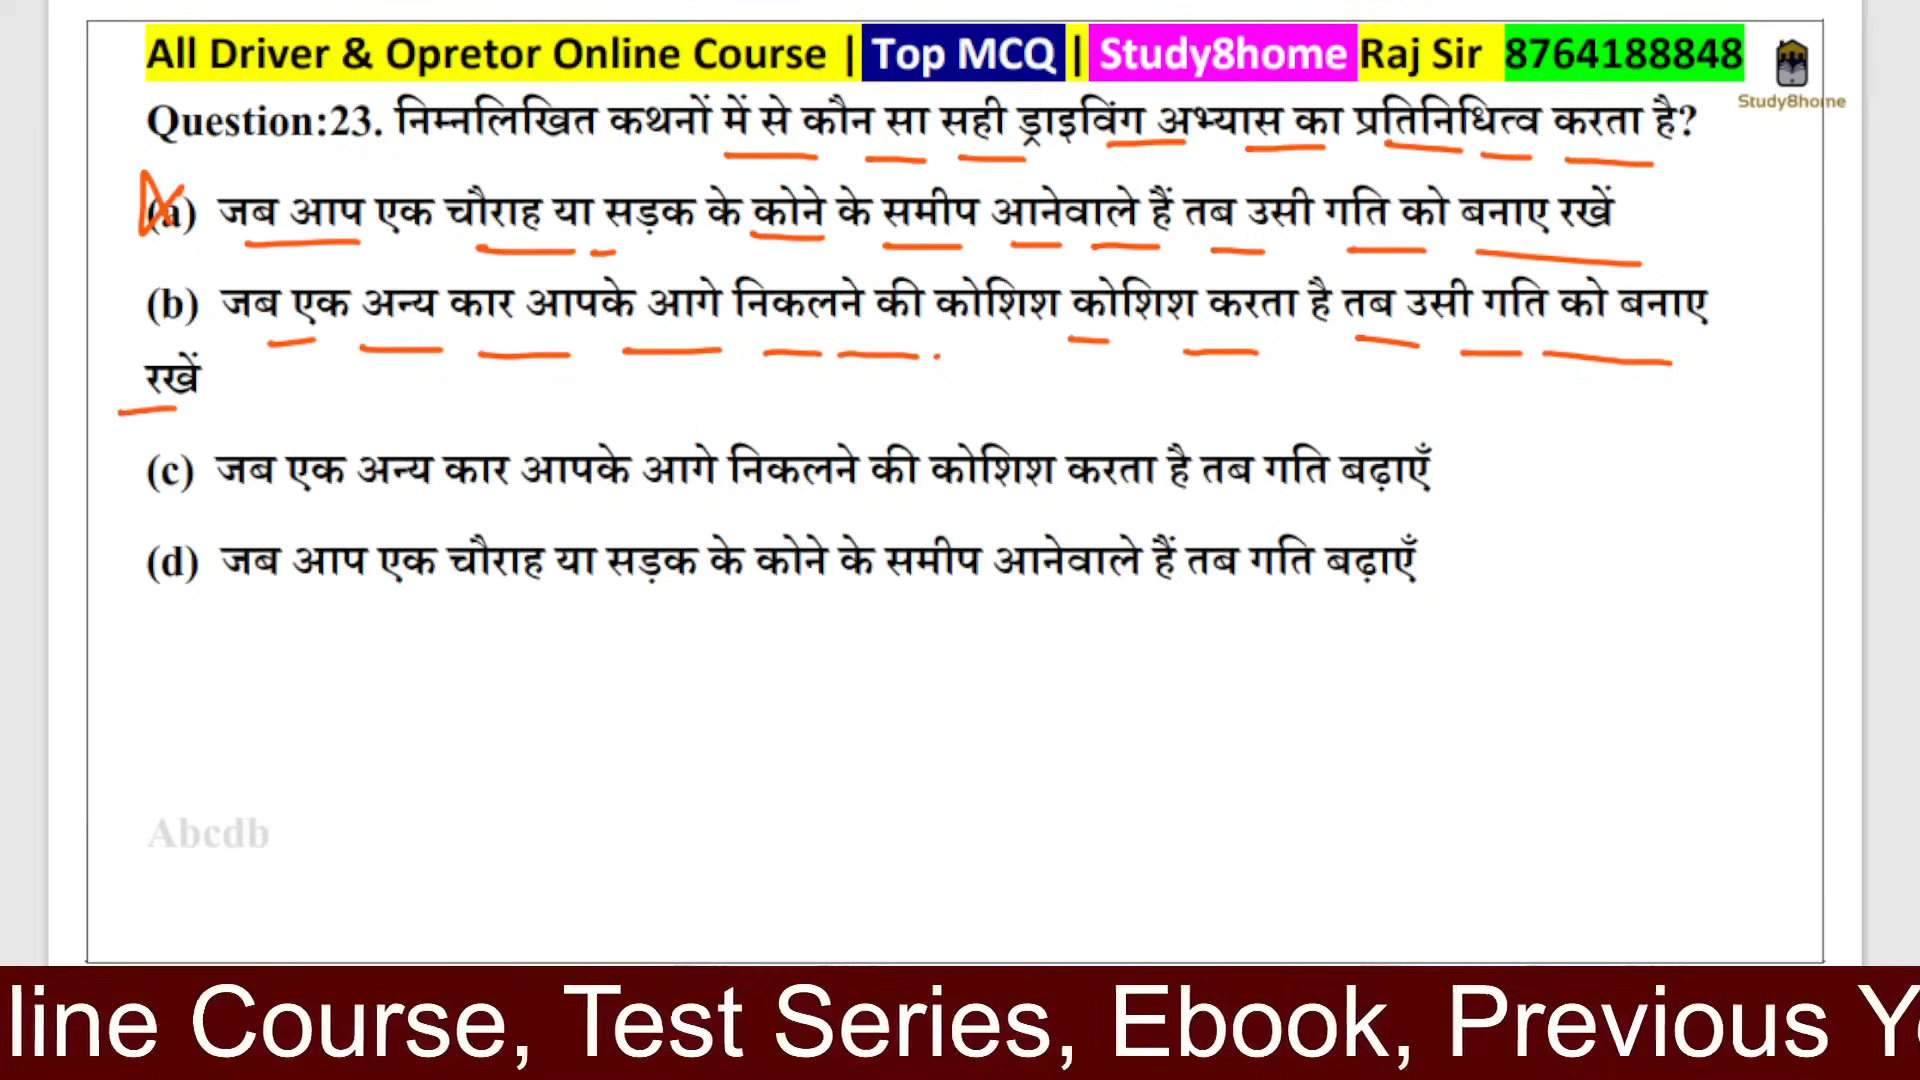 All Driver & Opretor Online Course | Top MCQ | Study8home Raj Sir 8764188848
Study8home
Question:23. निम्नलिखित कथनों में से कौन सा सही ड्राइविंग अभ्यास का प्रतिनिधित्व करता है?
(a) जब आप एक चौराह या सड़क के कोने के समीप आनेवाले हैं तब उसी गति को बनाए रखें
(b) जब एक अन्य कार आपके आगे निकलने की कोशिश कोशिश करता है तब उसी गति को बनाए
रखें
(c) जब एक अन्य कार आपके आगे निकलने की कोशिश करता है तब गति बढ़ाएँ
(d) जब आप एक चौराह या सड़क के कोने के समीप आनेवाले हैं तब गति बढ़ाएँ
Abcdb
line Course, Test Series, Ebook, Previous Y